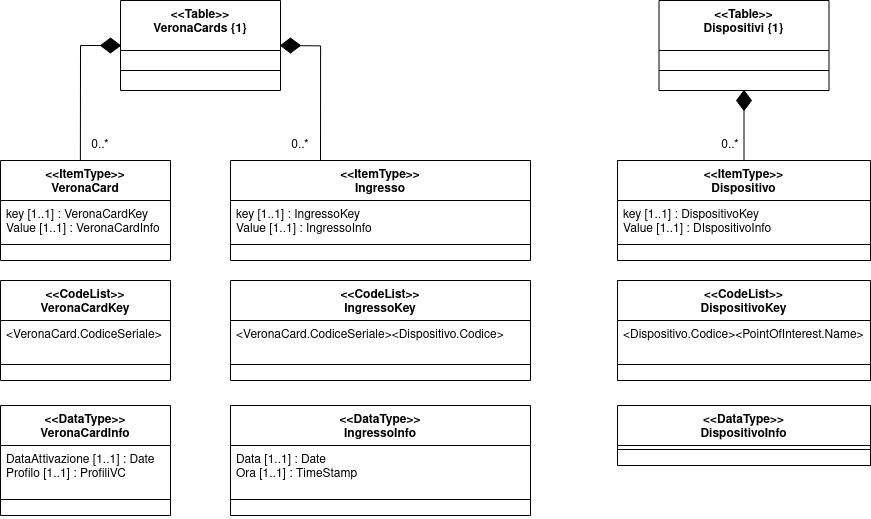 <<Table>>
VeronaCards {1}
<<Table>>
Dispositivi {1}
0..*
0..*
0..*
<<ItemType>>
VeronaCard
key [1..1] : VeronaCardKey
Value [1..1] : VeronaCardInfo
<<ItemType>>
Ingresso
key [1..1] : IngressoKey
Value [1..1] : IngressoInfo
<<ItemType>>
Dispositivo
key [1..1] : DispositivoKey
Value [1..1] : DIspositivoInfo
<<CodeList>>
VeronaCardKey
<VeronaCard.CodiceSeriale>
<<CodeList>>
IngressoKey
<VeronaCard.CodiceSeriale><Dispositivo.Codice>
<<CodeList>>
DispositivoKey
<Dispositivo.Codice><PointOfInterest.Name>
<<DataType>>
VeronaCardInfo
DataAttivazione [1..1] : Date
Profilo [1..1] : ProfiliVC
<<DataType>>
IngressoInfo
Data [1..1] : Date
Ora [1..1] : TimeStamp
<<DataType>>
DispositivoInfo